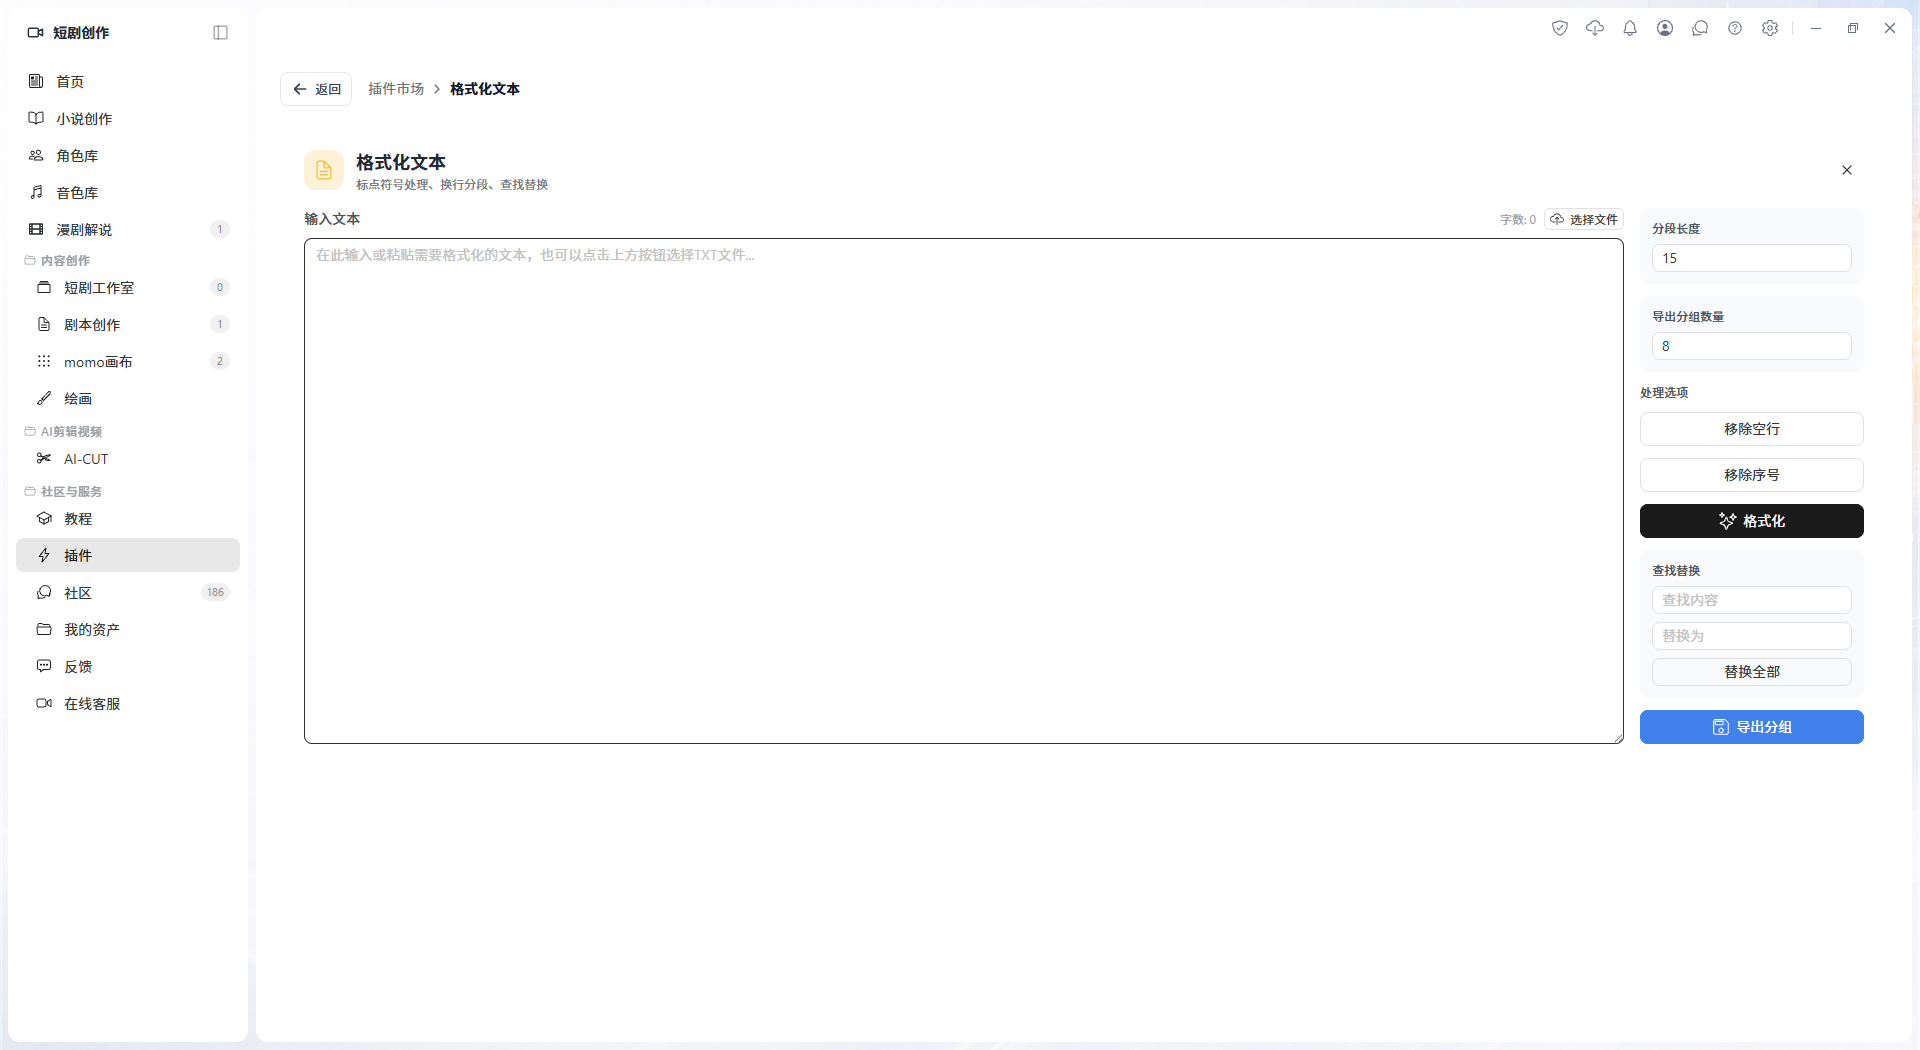 短剧创作
首页
小说创作
角色库
音色库
漫剧解说 1
内容创作
短剧工作室 0
剧本创作 1
momo画布 2
绘画
AI剪辑视频
AI-CUT
社区与服务
教程
插件
社区 186
我的资产
反馈
在线客服
返回 插件市场 > 格式化文本
格式化文本
标点符号处理、换行分段、查找替换
输入文本 字数: 0 选择文件
在此输入或粘贴需要格式化的文本，也可以点击上方按钮选择TXT文件...
分段长度
15
导出分组数量
8
处理选项
移除空行
移除序号
格式化
查找替换
查找内容
替换为
替换全部
导出分组